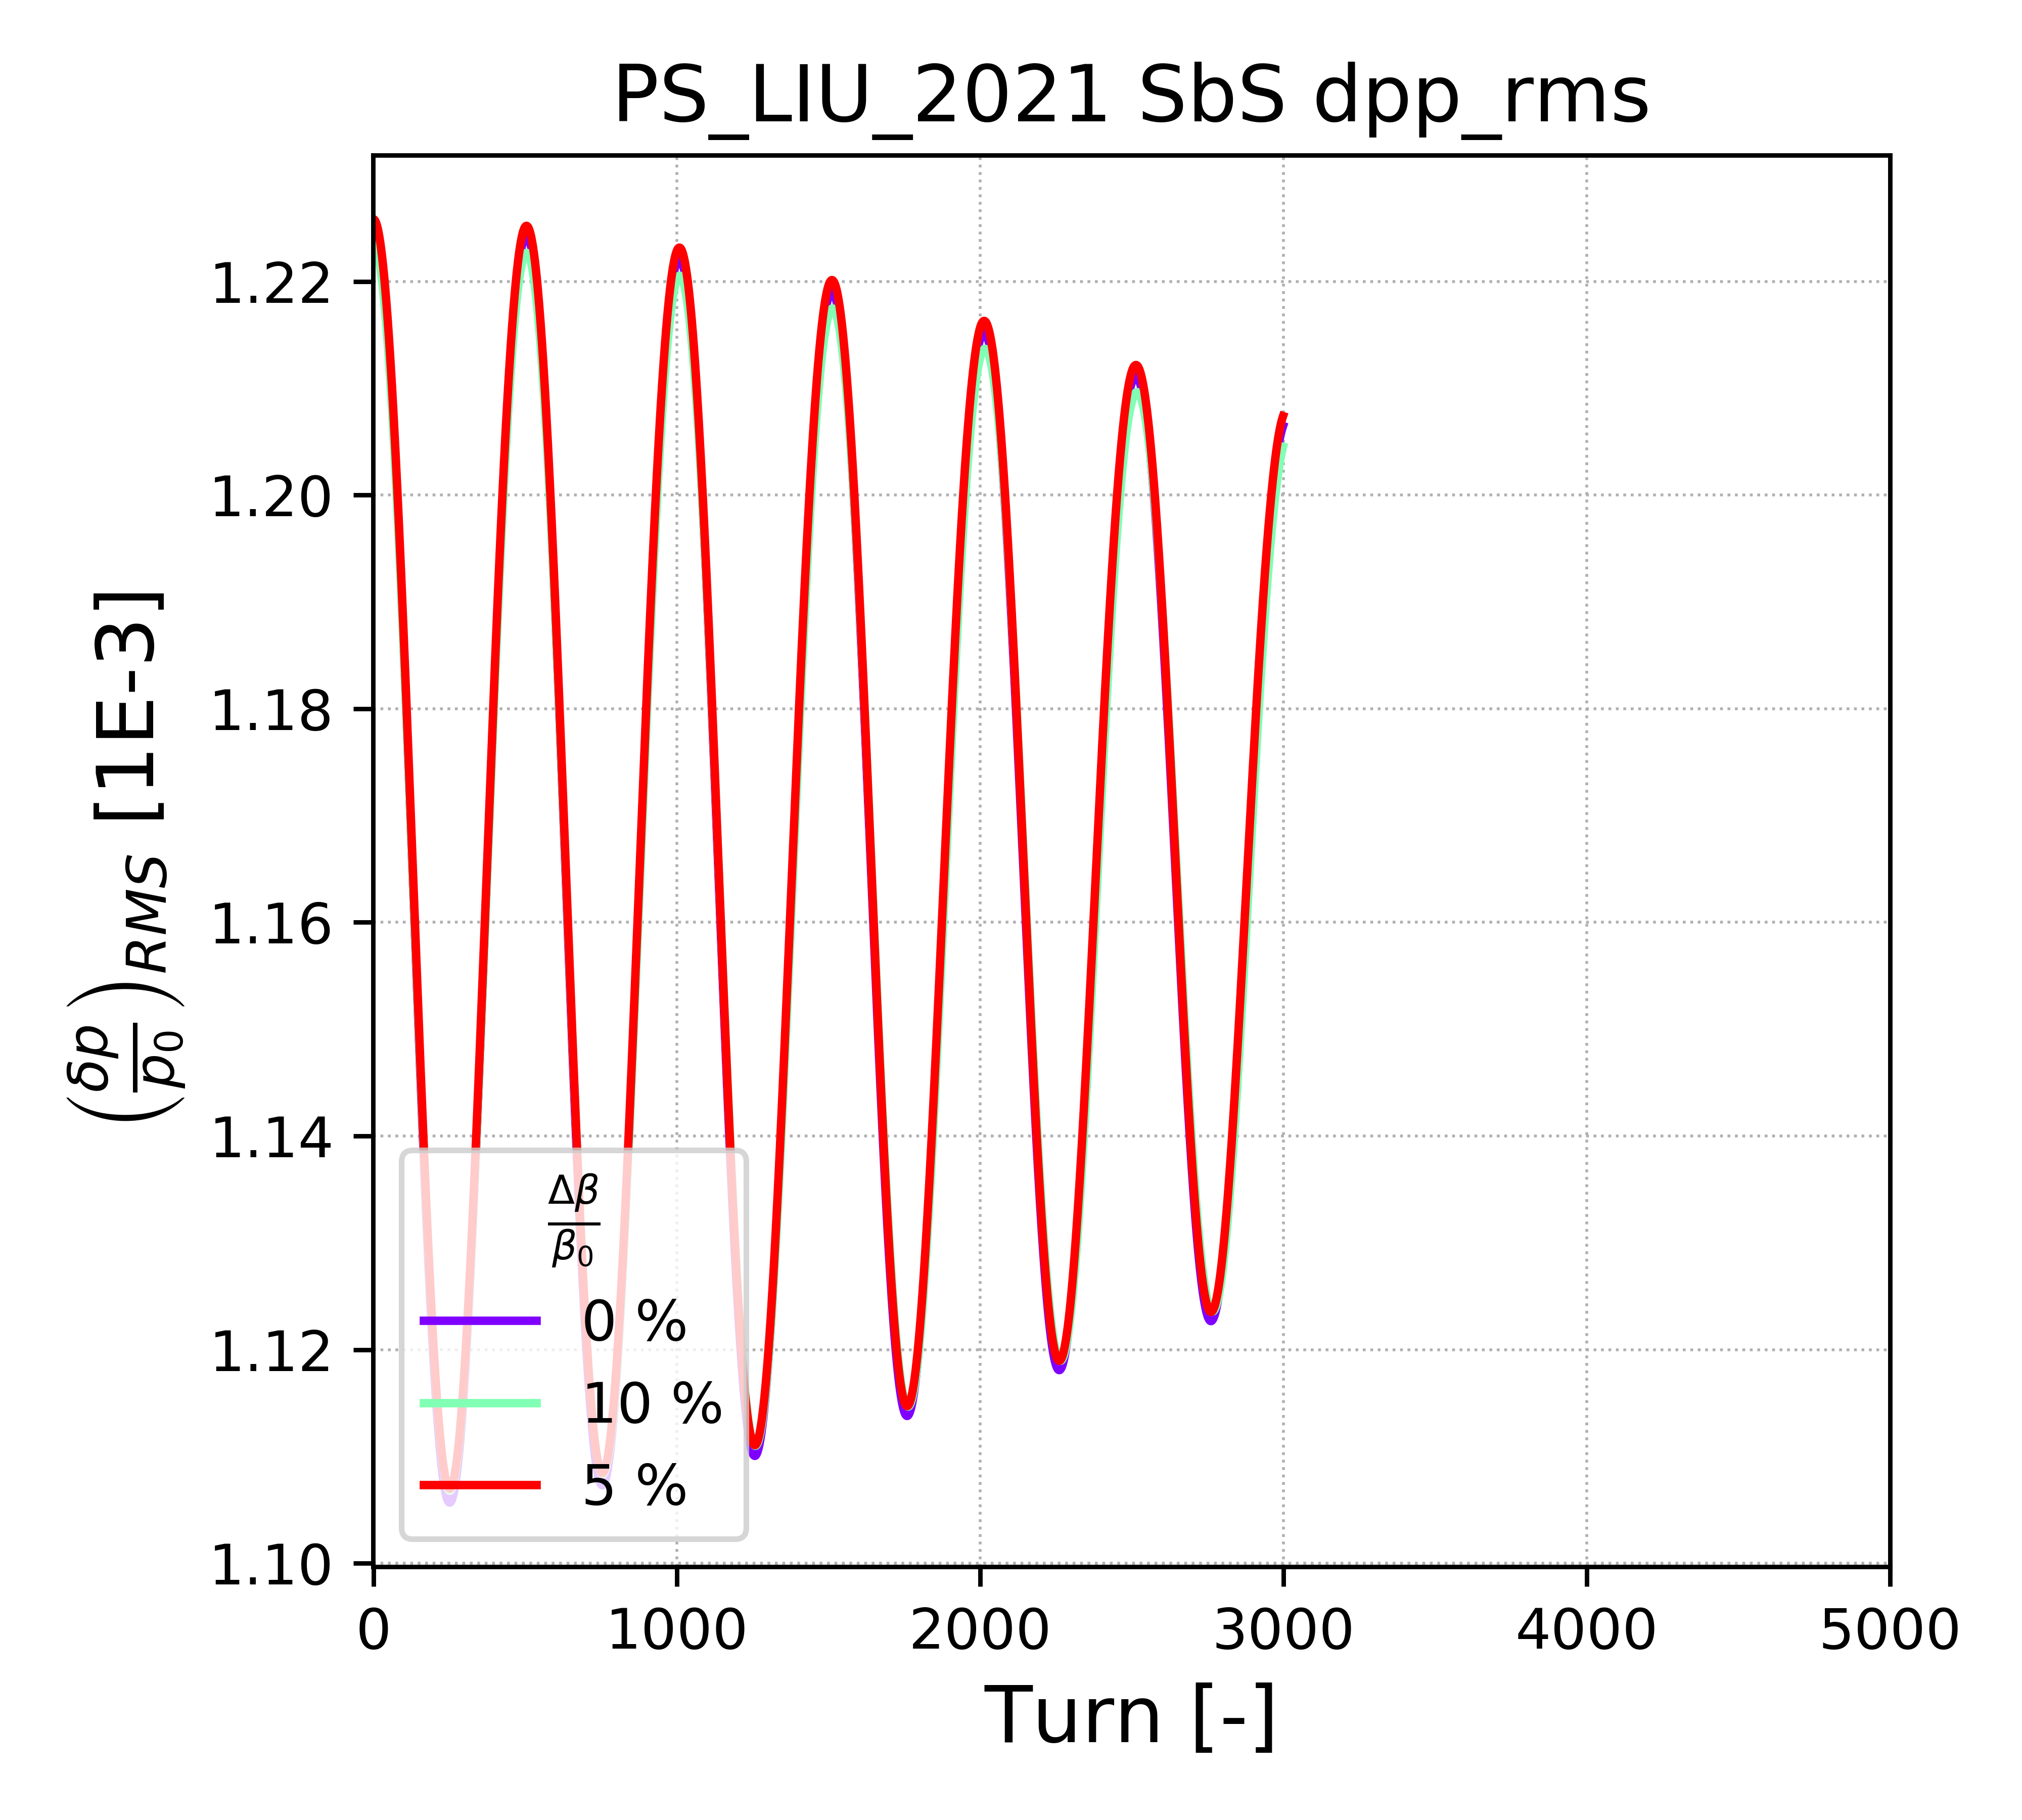 PS_LIU_2021 SbS dpp_rms
(δp/p₀)RMS [1E-3]
1.22
1.20
1.18
1.16
1.14
1.12
1.10
Δβ/β₀
0 %
10 %
5 %
0 1000 2000 3000 4000 5000
Turn [-]